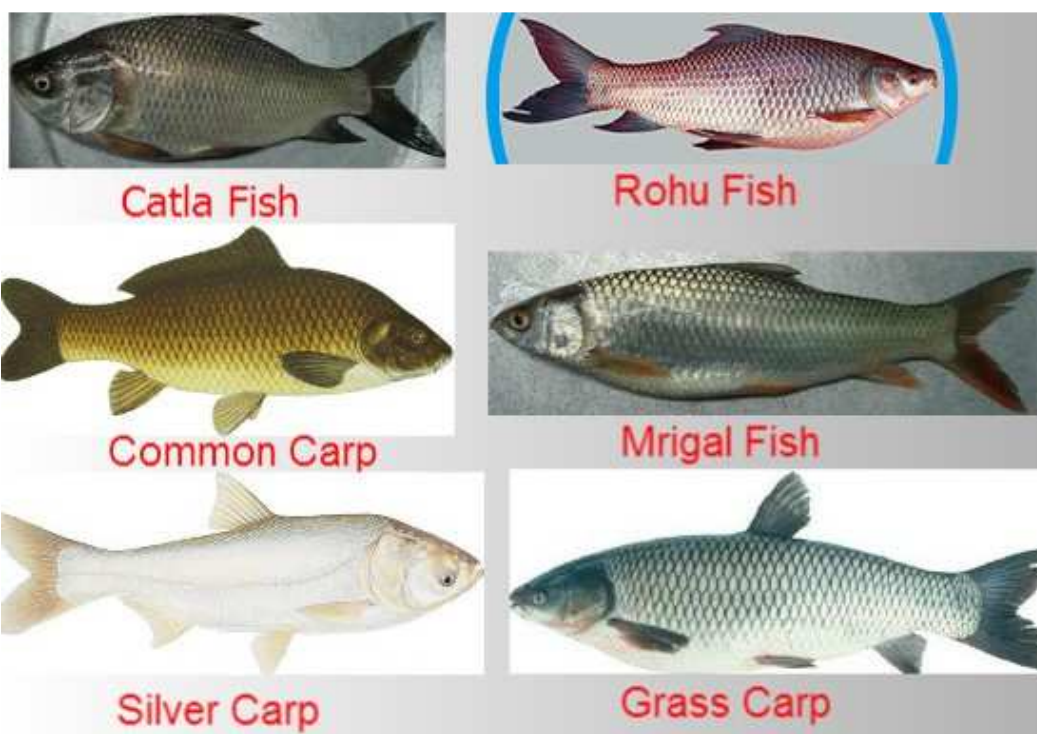 Catla Fish
Rohu Fish
Common Carp
Mrigal Fish
Silver Carp
Grass Carp